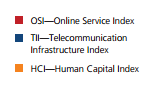 OSI—Online Service Index
TII—Telecommunication
Infrastructure Index
HCI—Human Capital Index